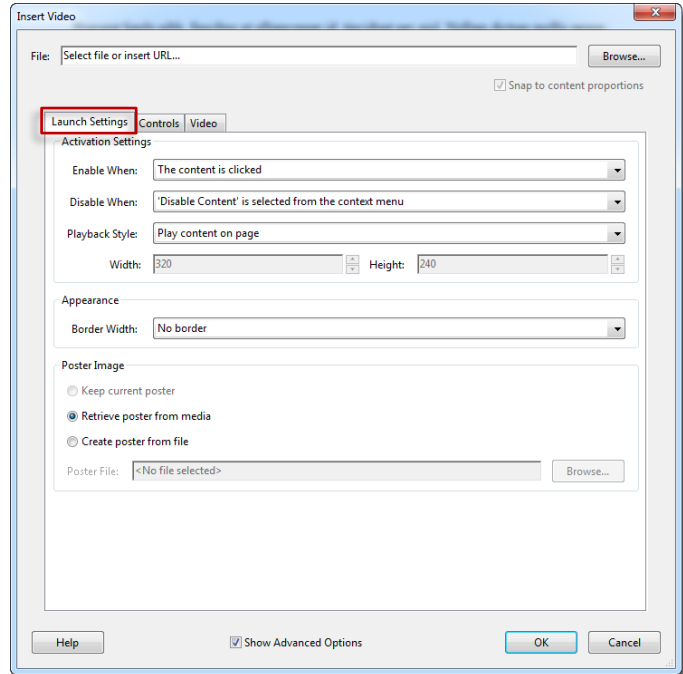 Insert Video
File: Select file or insert URL... Browse...
Snap to content proportions
Launch Settings Controls Video
Activation Settings
Enable When: The content is clicked
Disable When: 'Disable Content' is selected from the context menu
Playback Style: Play content on page
Width: 320 Height: 240
Appearance
Border Width: No border
Poster Image
Keep current poster
Retrieve poster from media
Create poster from file
Poster File: <No file selected> Browse...
Help Show Advanced Options OK Cancel